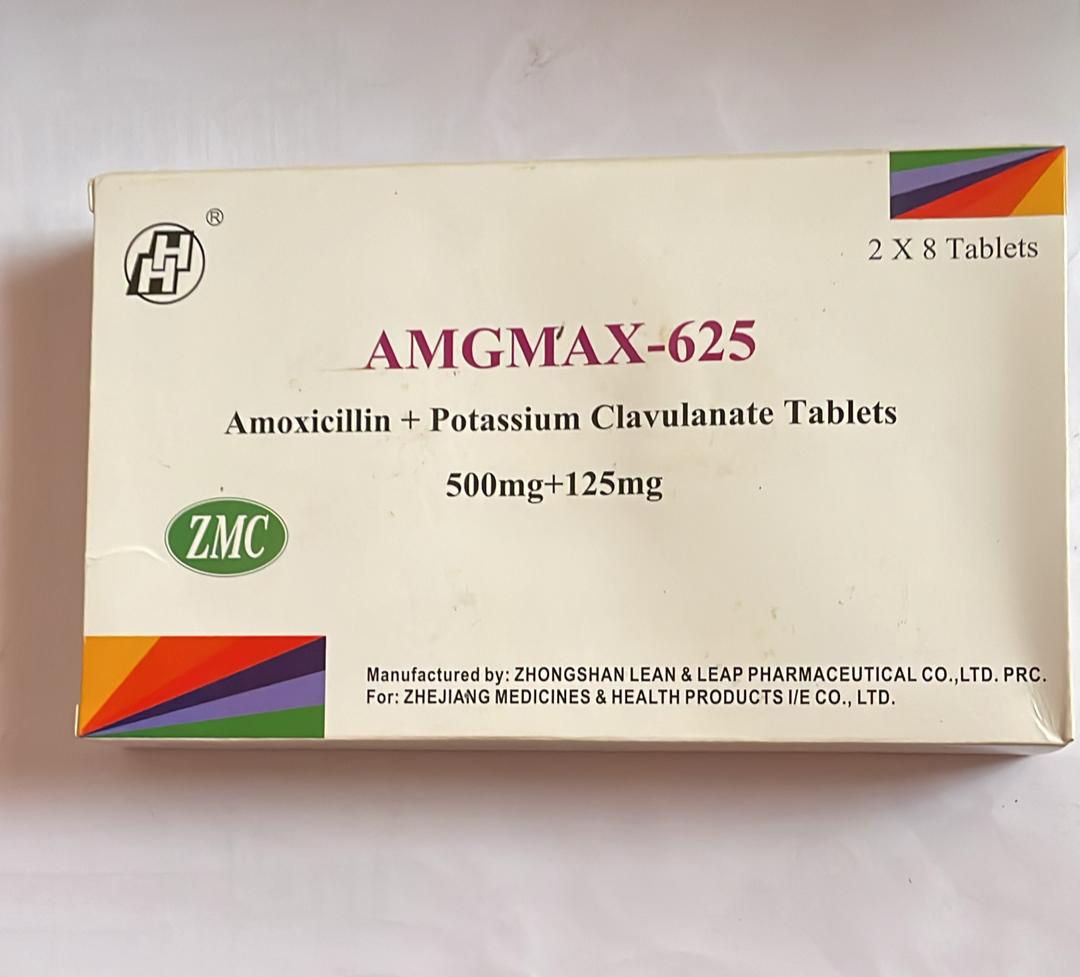 ®
2 X 8 Tablets
AMGMAX-625
Amoxicillin + Potassium Clavulanate Tablets
500mg+125mg
ZMC
Manufactured by: ZHONGSHAN LEAN & LEAP PHARMACEUTICAL CO.,LTD. PRC.
For: ZHEJIANG MEDICINES & HEALTH PRODUCTS I/E CO., LTD.